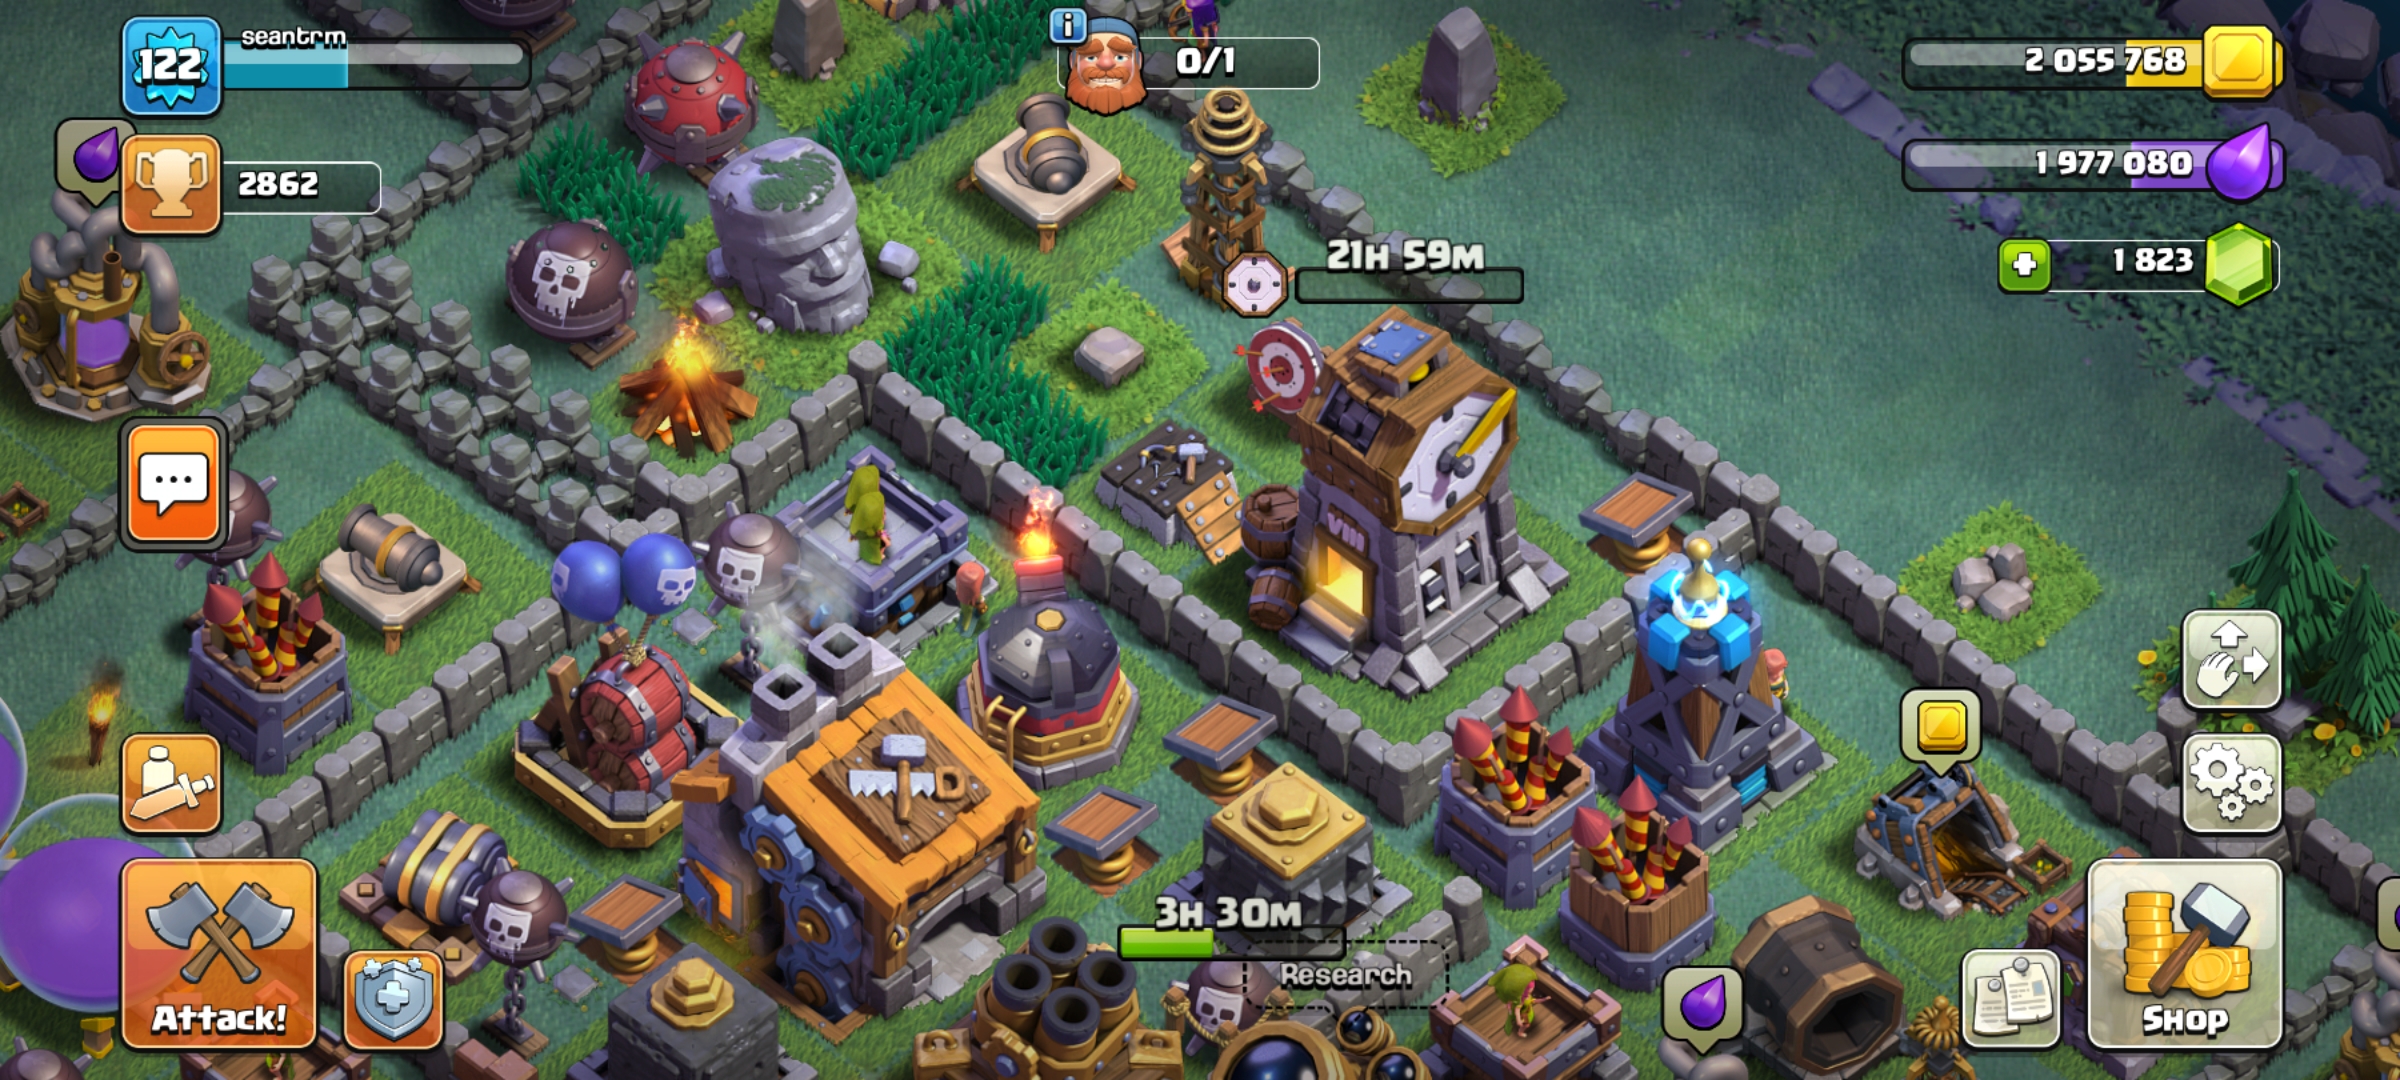 122
seantrm
i
0/1
2 055 768
2862
1 977 080
1 823
21H 59M
VIII
3H 30M
Research
Attack!
Shop